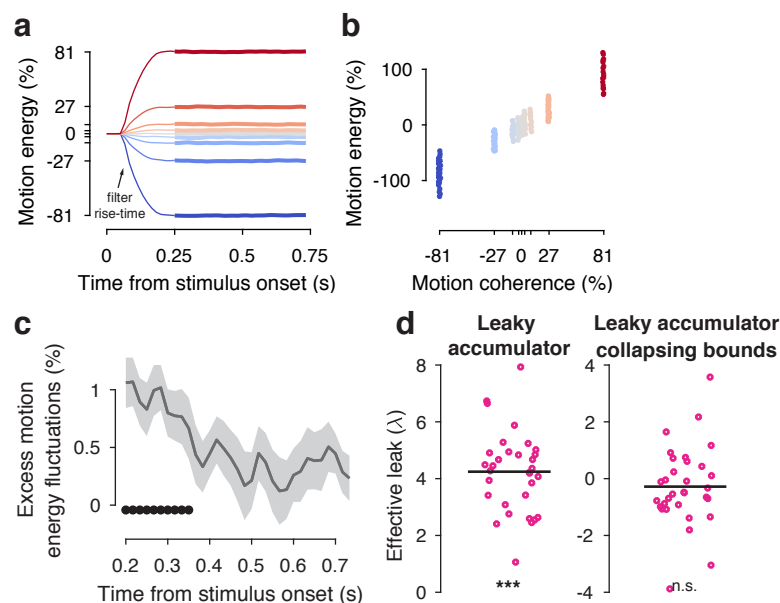 a
Motion energy (%)
81
27
0
-27
-81
filter
rise-time
0
0.25
0.5
0.75
Time from stimulus onset (s)
b
Motion energy (%)
100
0
-100
-81
-27
0
27
81
Motion coherence (%)
c
Excess motion
energy fluctuations (%)
1
0.5
0
0.2
0.3
0.4
0.5
0.6
0.7
Time from stimulus onset (s)
d
Leaky
accumulator
Effective leak (λ)
8
6
4
2
0
***
Leaky accumulator
collapsing bounds
4
2
0
-2
-4
n.s.